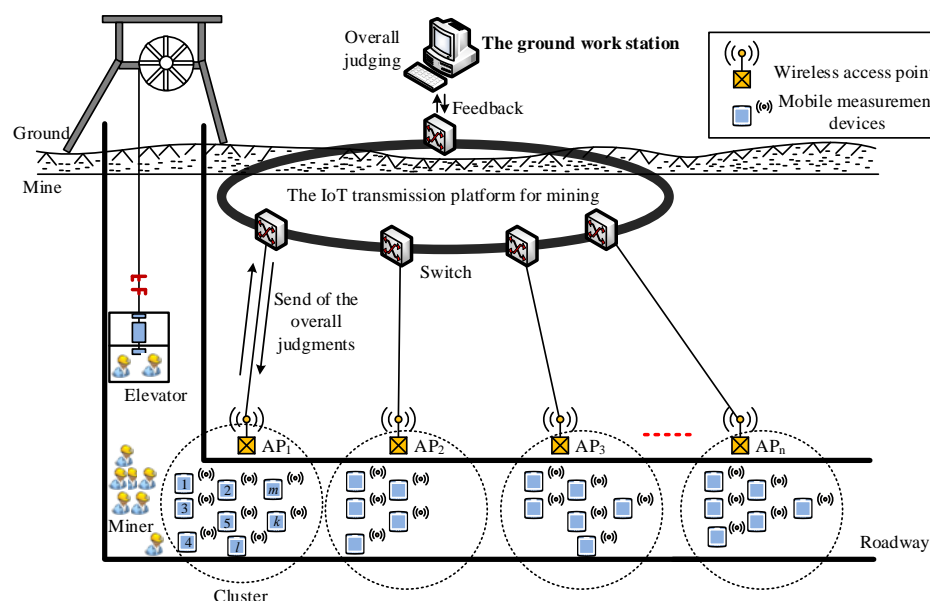 Overall
judging
The ground work station
Feedback
Wireless access point
Mobile measurement
devices
Ground
Mine
The IoT transmission platform for mining
Switch
Send of the
overall
judgments
Elevator
AP1
AP2
AP3
APn
1
2
m
3
5
k
4
l
Miner
Roadway
Cluster